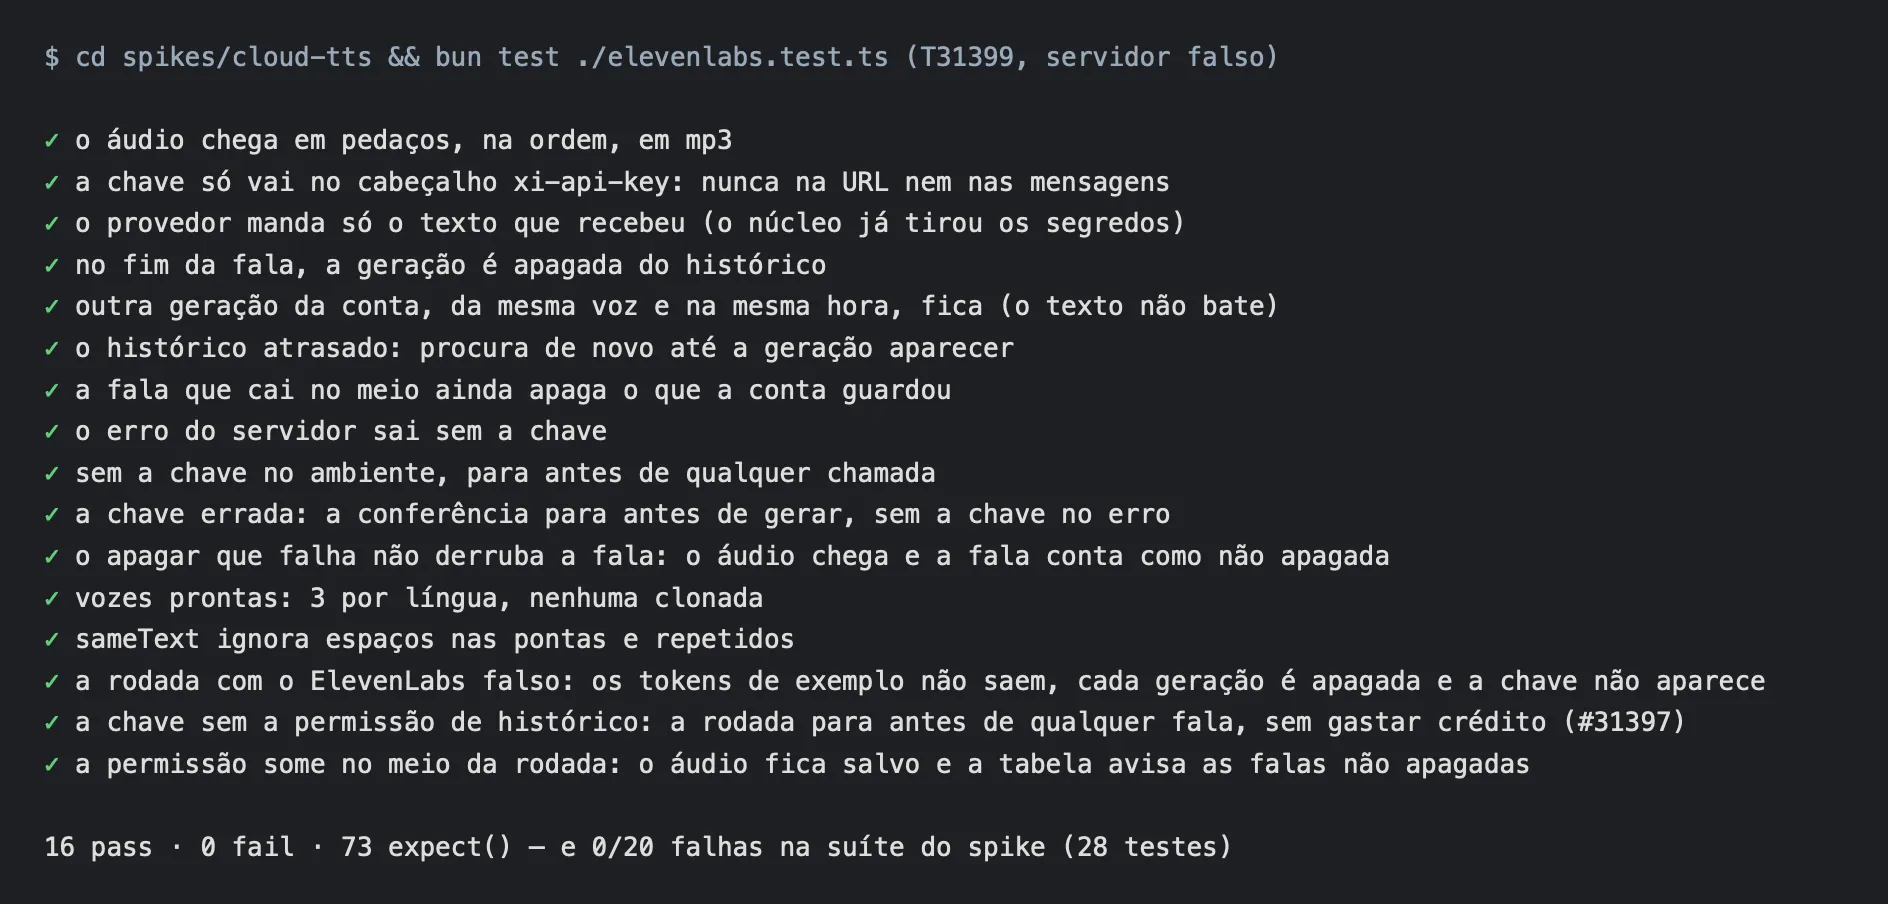 $ cd spikes/cloud-tts && bun test ./elevenlabs.test.ts (T31399, servidor falso)
✓ o áudio chega em pedaços, na ordem, em mp3
✓ a chave só vai no cabeçalho xi-api-key: nunca na URL nem nas mensagens
✓ o provedor manda só o texto que recebeu (o núcleo já tirou os segredos)
✓ no fim da fala, a geração é apagada do histórico
✓ outra geração da conta, da mesma voz e na mesma hora, fica (o texto não bate)
✓ o histórico atrasado: procura de novo até a geração aparecer
✓ a fala que cai no meio ainda apaga o que a conta guardou
✓ o erro do servidor sai sem a chave
✓ sem a chave no ambiente, para antes de qualquer chamada
✓ a chave errada: a conferência para antes de gerar, sem a chave no erro
✓ o apagar que falha não derruba a fala: o áudio chega e a fala conta como não apagada
✓ vozes prontas: 3 por língua, nenhuma clonada
✓ sameText ignora espaços nas pontas e repetidos
✓ a rodada com o ElevenLabs falso: os tokens de exemplo não saem, cada geração é apagada e a chave não aparece
✓ a chave sem a permissão de histórico: a rodada para antes de qualquer fala, sem gastar crédito (#31397)
✓ a permissão some no meio da rodada: o áudio fica salvo e a tabela avisa as falas não apagadas
16 pass · 0 fail · 73 expect() — e 0/20 falhas na suíte do spike (28 testes)